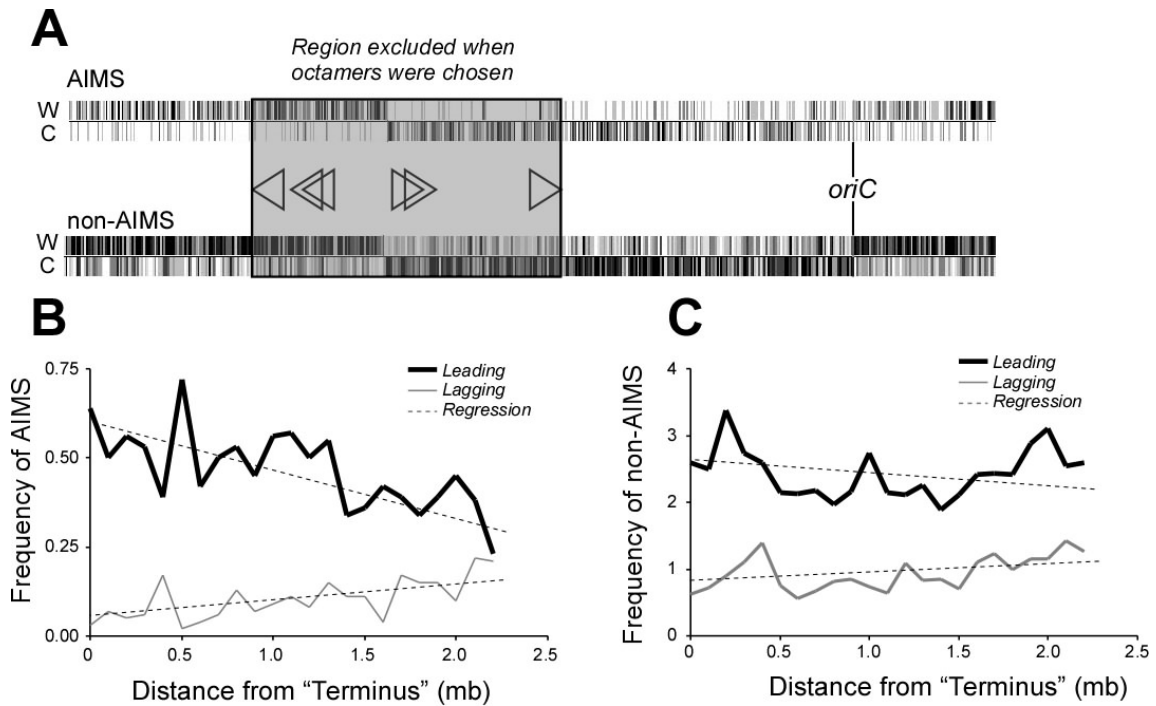 A
Region excluded when
octamers were chosen
AIMS
W
C
oriC
non-AIMS
W
C
B
Frequency of AIMS
0.75
0.50
0.25
0.00
Leading
Lagging
Regression
0
0.5
1.0
1.5
2.0
2.5
Distance from “Terminus” (mb)
C
Frequency of non-AIMS
4
3
2
1
0
Leading
Lagging
Regression
0
0.5
1.0
1.5
2.0
2.5
Distance from “Terminus” (mb)